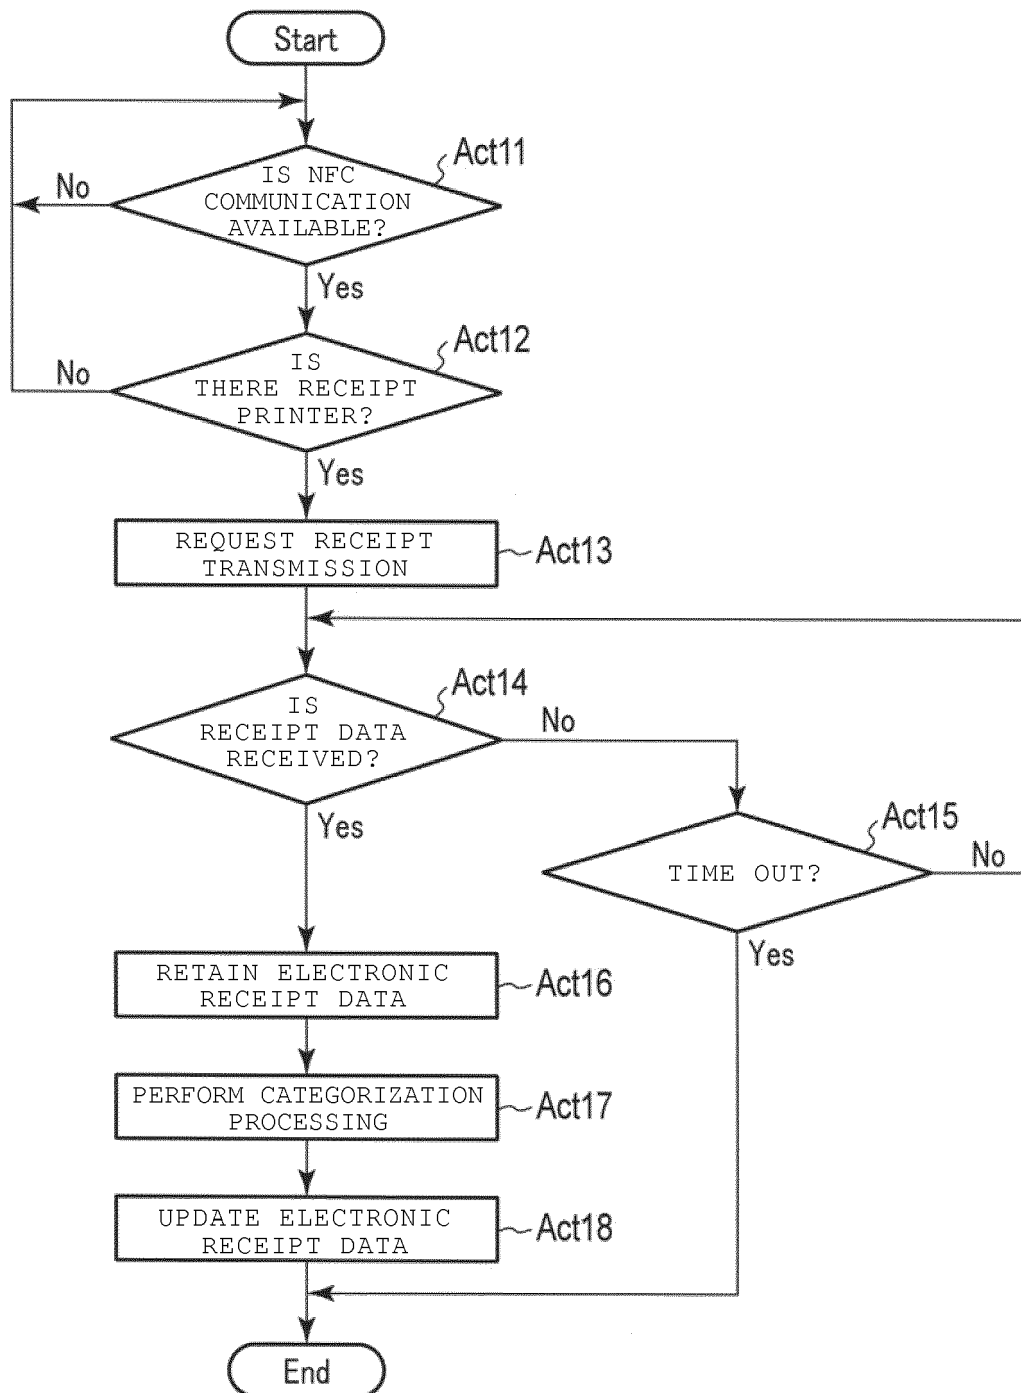 Start
Act11
IS NFC
COMMUNICATION
AVAILABLE?
No
Yes
Act12
IS
THERE RECEIPT
PRINTER?
No
Yes
REQUEST RECEIPT
TRANSMISSION
Act13
Act14
IS
RECEIPT DATA
RECEIVED?
No
Yes
Act15
TIME OUT?
No
Yes
RETAIN ELECTRONIC
RECEIPT DATA
Act16
PERFORM CATEGORIZATION
PROCESSING
Act17
UPDATE ELECTRONIC
RECEIPT DATA
Act18
End